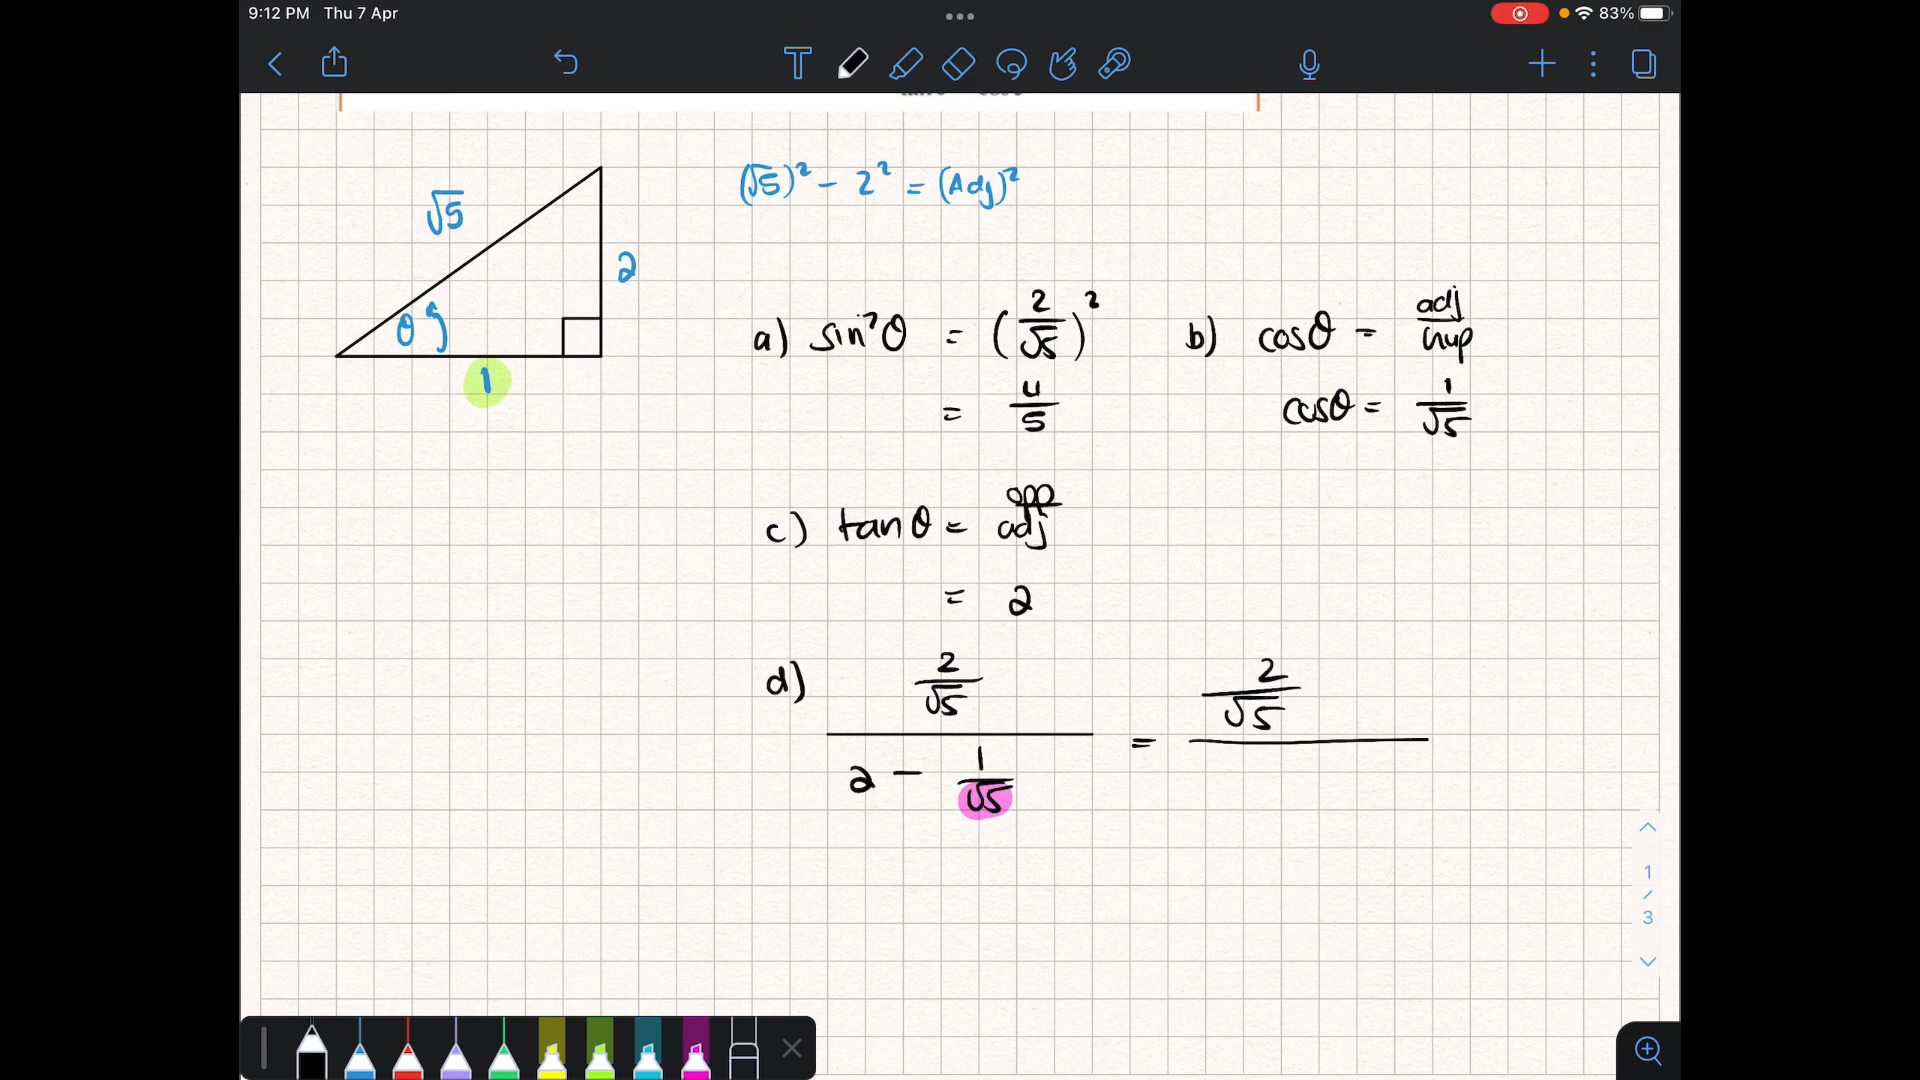 9:12 PM Thu 7 Apr
83%
√5
2
θ
1
(√5)² - 2² = (Adj)²
a) sin²θ = (2/√5)²
= 4/5
b) cosθ = adj/hyp
cosθ = 1/√5
c) tanθ = opp/adj
= 2
d) (2/√5)/(2 - 1/√5) = (2/√5)/
1
/
3